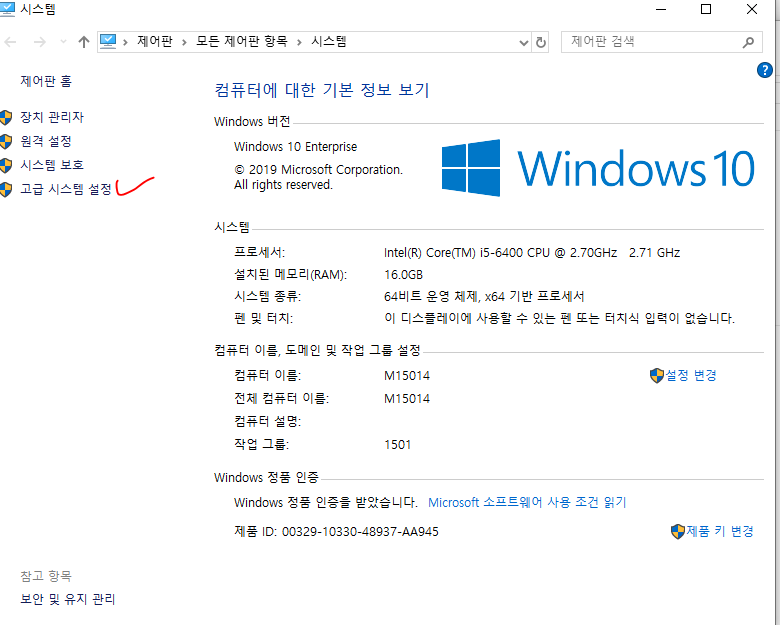 시스템
제어판 › 모든 제어판 항목 › 시스템
제어판 검색
제어판 홈
장치 관리자
원격 설정
시스템 보호
고급 시스템 설정
컴퓨터에 대한 기본 정보 보기
Windows 버전
Windows 10 Enterprise
© 2019 Microsoft Corporation.
All rights reserved.
Windows 10
시스템
프로세서: Intel(R) Core(TM) i5-6400 CPU @ 2.70GHz 2.71 GHz
설치된 메모리(RAM): 16.0GB
시스템 종류: 64비트 운영 체제, x64 기반 프로세서
펜 및 터치: 이 디스플레이에 사용할 수 있는 펜 또는 터치식 입력이 없습니다.
컴퓨터 이름, 도메인 및 작업 그룹 설정
컴퓨터 이름: M15014 설정 변경
전체 컴퓨터 이름: M15014
컴퓨터 설명:
작업 그룹: 1501
Windows 정품 인증
Windows 정품 인증을 받았습니다. Microsoft 소프트웨어 사용 조건 읽기
제품 ID: 00329-10330-48937-AA945 제품 키 변경
참고 항목
보안 및 유지 관리